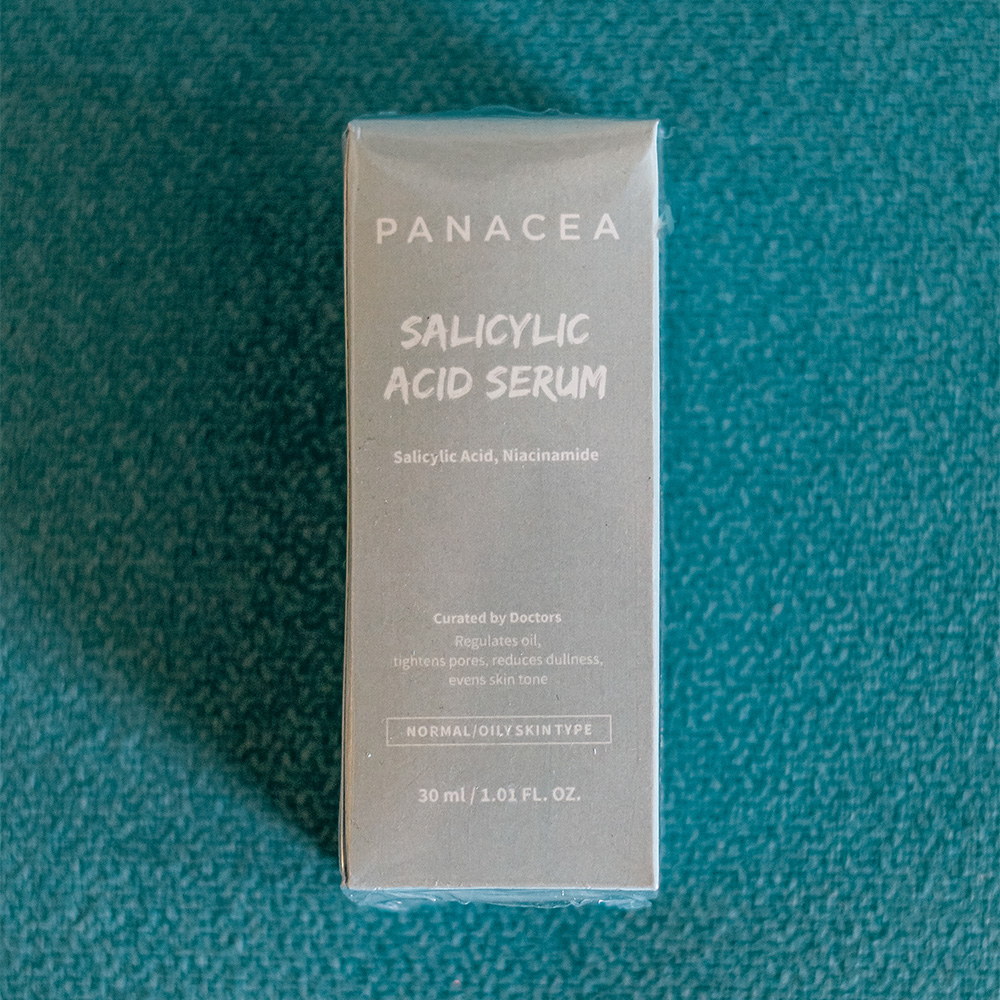 PANACEA
SALICYLIC
ACID SERUM
Salicylic Acid, Niacinamide
Curated by Doctors
Regulates oil,
tightens pores, reduces dullness,
evens skin tone
NORMAL/OILY SKIN TYPE
30 ml / 1.01 FL. OZ.